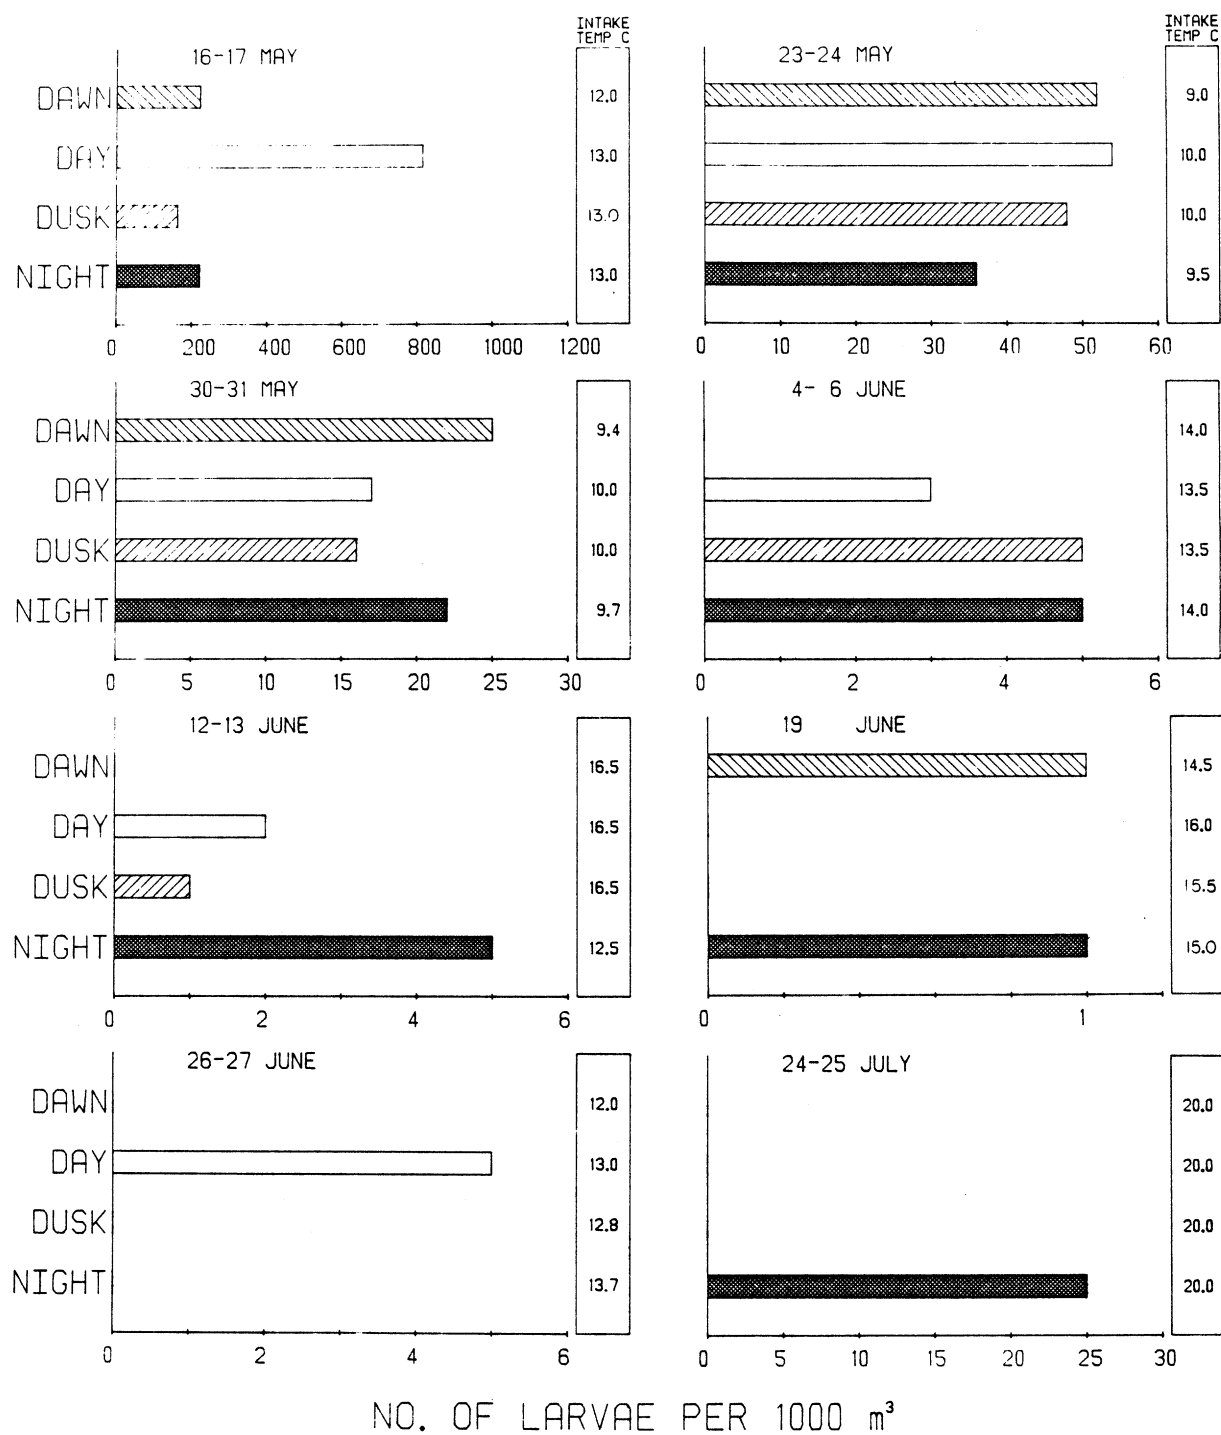 INTAKE
TEMP C
16-17 MAY
DAWN 12.0
DAY 13.0
DUSK 13.0
NIGHT 13.0
0 200 400 600 800 1000 1200
INTAKE
TEMP C
23-24 MAY
9.0
10.0
10.0
9.5
0 10 20 30 40 50 60
30-31 MAY
DAWN 9.4
DAY 10.0
DUSK 10.0
NIGHT 9.7
0 5 10 15 20 25 30
4- 6 JUNE
14.0
13.5
13.5
14.0
0 2 4 6
12-13 JUNE
DAWN 16.5
DAY 16.5
DUSK 16.5
NIGHT 12.5
0 2 4 6
19 JUNE
14.5
16.0
15.5
15.0
0 1
26-27 JUNE
DAWN 12.0
DAY 13.0
DUSK 12.8
NIGHT 13.7
0 2 4 6
24-25 JULY
20.0
20.0
20.0
20.0
0 5 10 15 20 25 30
NO. OF LARVAE PER 1000 m³